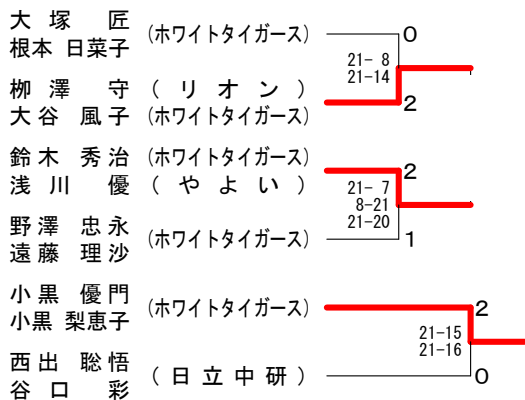 大塚 匠 (ホワイトタイガース) 0
根本 日菜子
21- 8
21-14
柳澤 守 (リオン) 2
大谷 風子 (ホワイトタイガース)
鈴木 秀治 (ホワイトタイガース) 2
浅川 優 (やよい)
21- 7
8-21
21-20
野澤 忠永 (ホワイトタイガース) 1
遠藤 理沙
小黒 優門 (ホワイトタイガース) 2
小黒 梨恵子
21-15
21-16
西出 聡悟 (日立中研) 0
谷口 彩